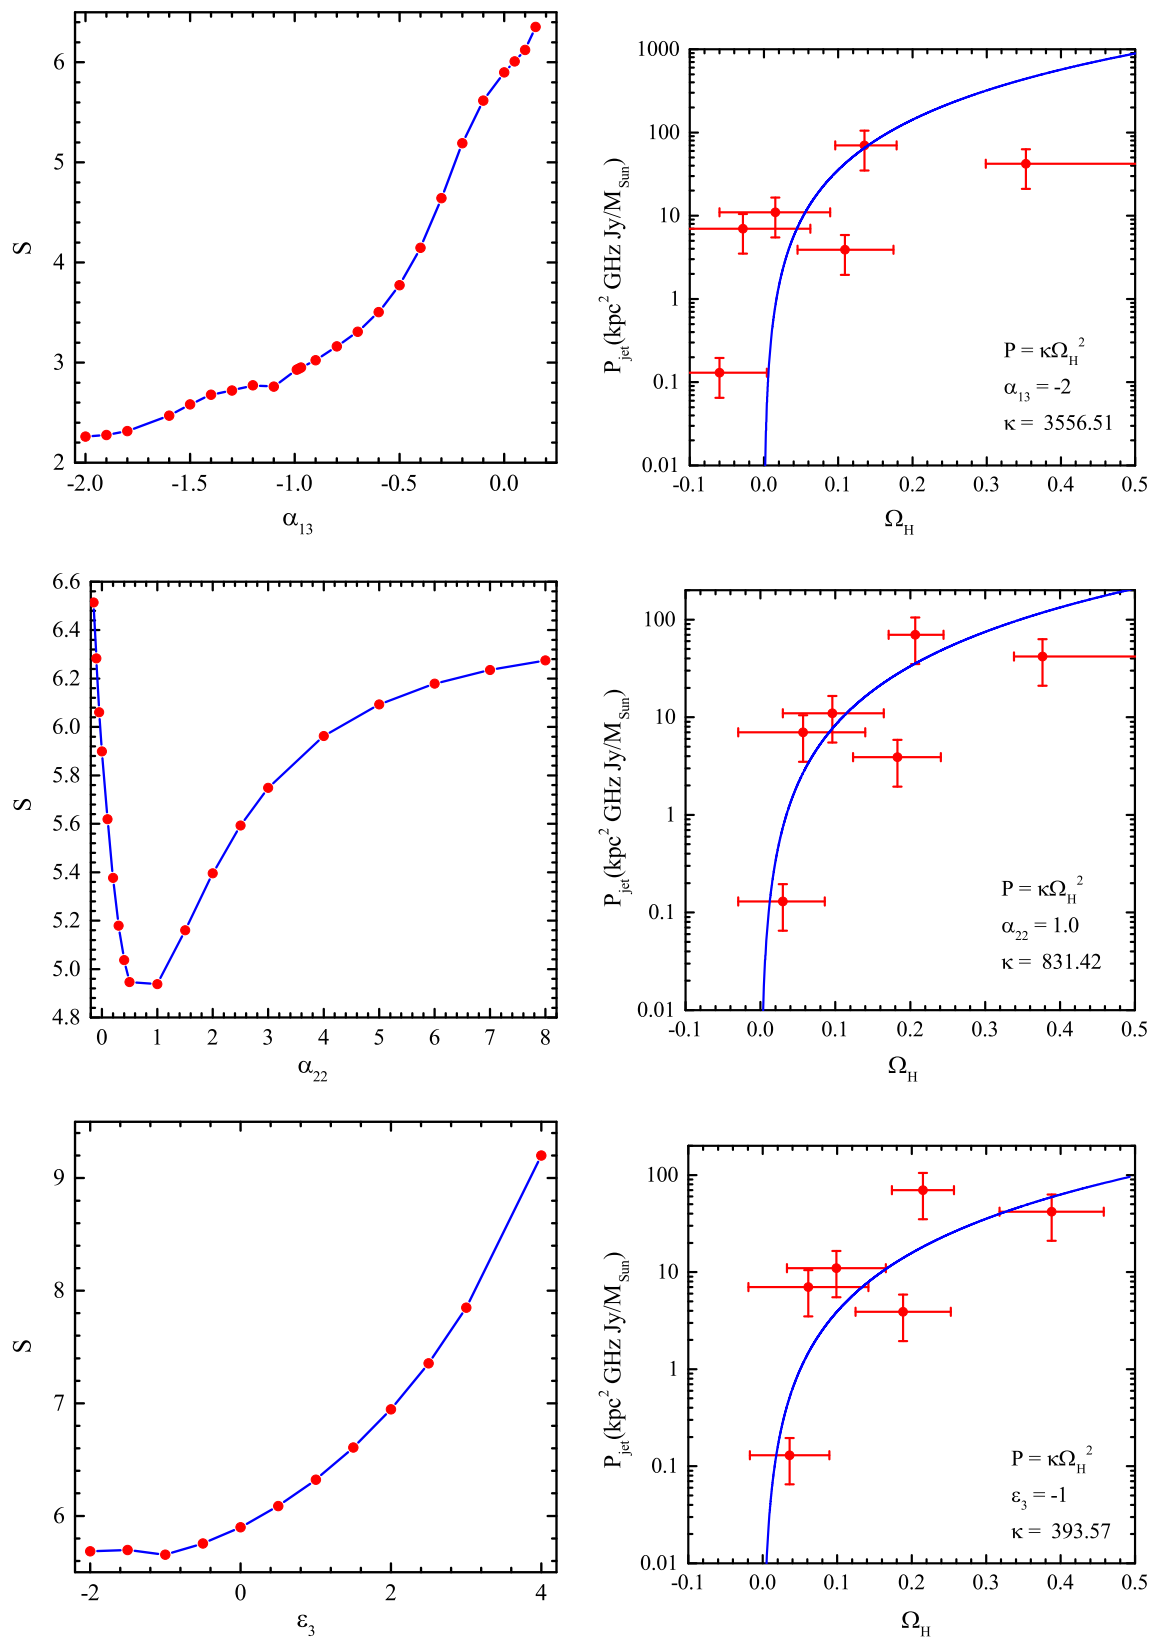 6
5
4
3
2
S
-2.0 -1.5 -1.0 -0.5 0.0
α13
1000
100
10
1
0.1
0.01
Pjet(kpc² GHz Jy/MSun)
P = κΩH²
α13 = -2
κ = 3556.51
-0.1 0.0 0.1 0.2 0.3 0.4 0.5
ΩH
6.6
6.4
6.2
6.0
5.8
5.6
5.4
5.2
5.0
4.8
S
0 1 2 3 4 5 6 7 8
α22
100
10
1
0.1
0.01
Pjet(kpc² GHz Jy/MSun)
P = κΩH²
α22 = 1.0
κ = 831.42
-0.1 0.0 0.1 0.2 0.3 0.4 0.5
ΩH
9
8
7
6
S
-2 0 2 4
ε3
100
10
1
0.1
0.01
Pjet(kpc² GHz Jy/MSun)
P = κΩH²
ε3 = -1
κ = 393.57
-0.1 0.0 0.1 0.2 0.3 0.4 0.5
ΩH